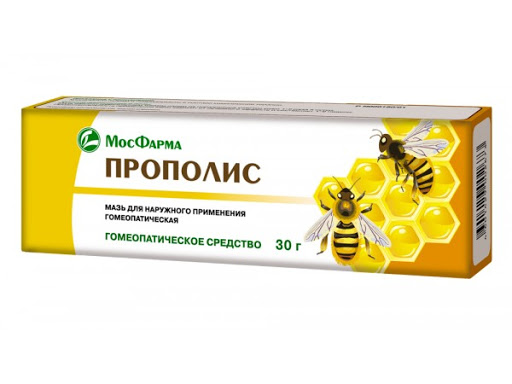 МосФарма
ПРОПОЛИС
МАЗЬ ДЛЯ НАРУЖНОГО ПРИМЕНЕНИЯ
ГОМЕОПАТИЧЕСКАЯ
ГОМЕОПАТИЧЕСКОЕ СРЕДСТВО 30 г